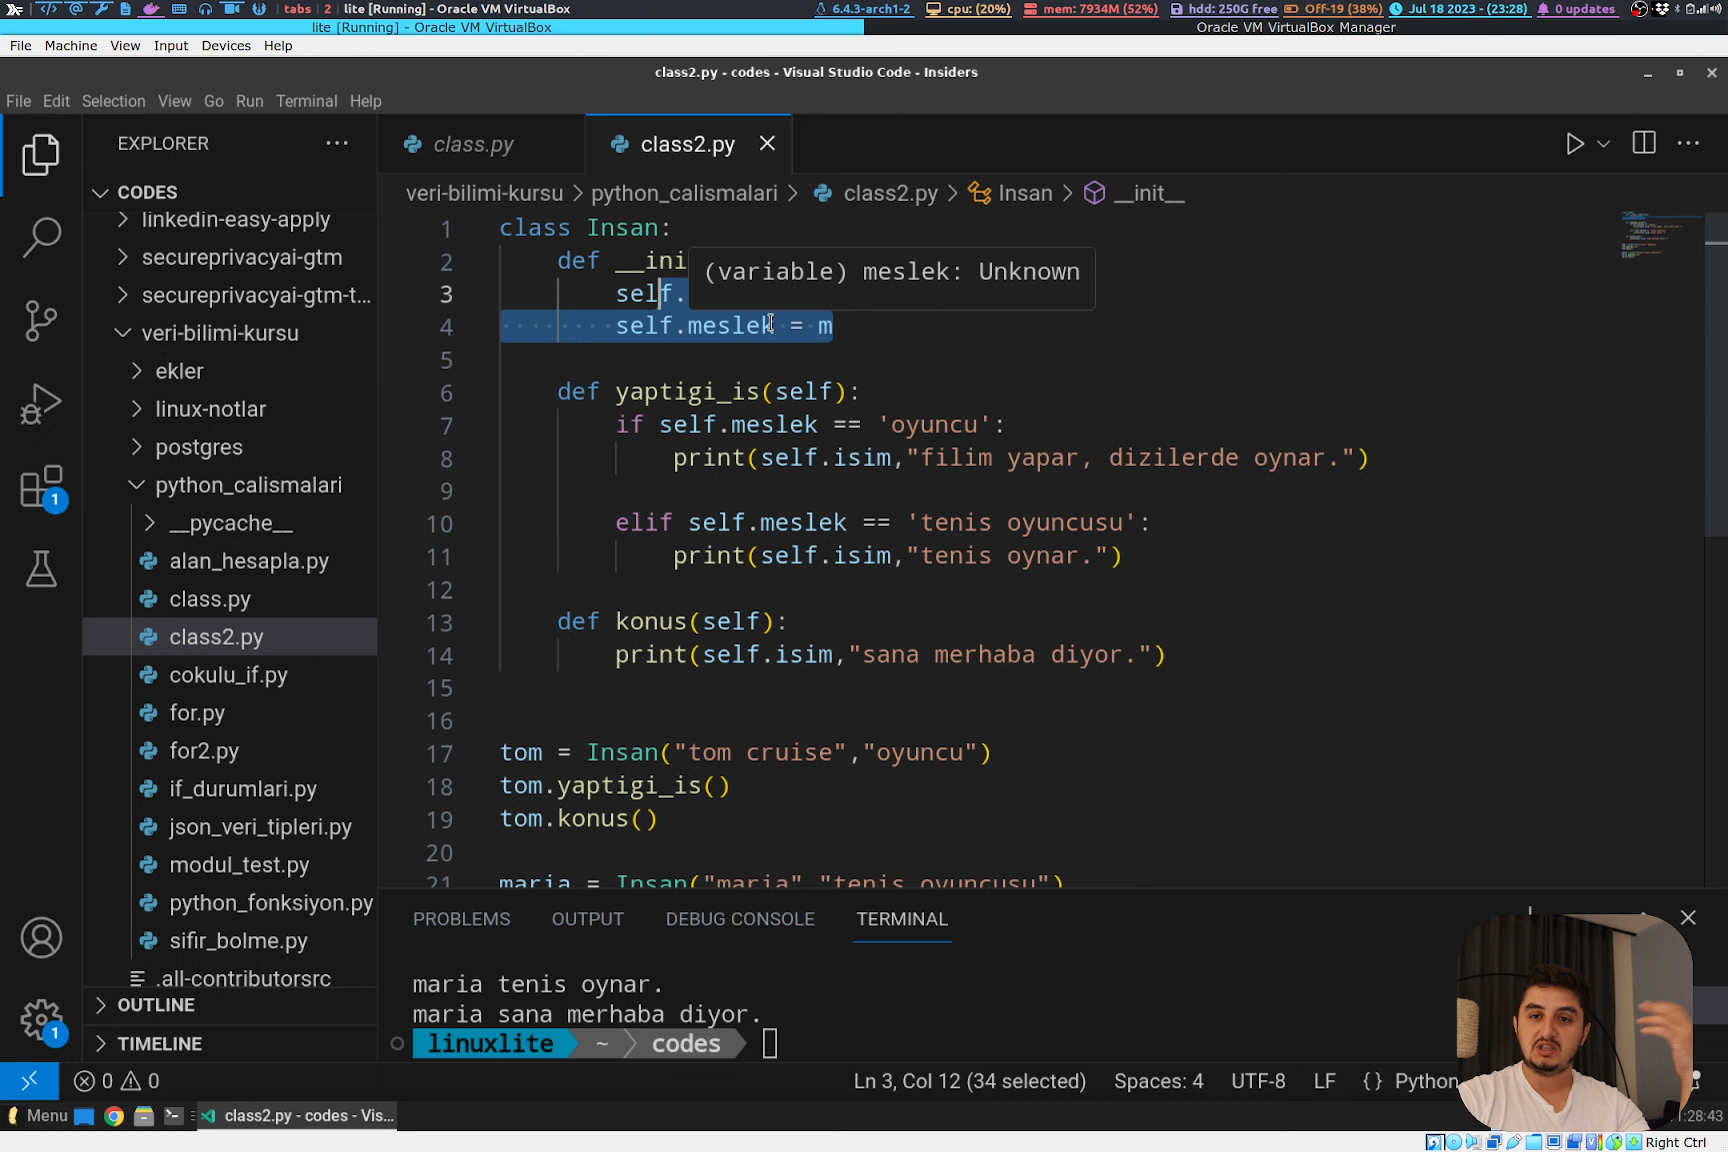 tabs 2 lite [Running] - Oracle VM VirtualBox 6.4.3-arch1-2 cpu: (20%) mem: 7934M (52%) hdd: 250G free Off-19 (38%) Jul 18 2023 - (23:28) 0 updates
lite [Running] - Oracle VM VirtualBox Oracle VM VirtualBox Manager
File Machine View Input Devices Help
class2.py - codes - Visual Studio Code - Insiders
File Edit Selection View Go Run Terminal Help
EXPLORER
CODES
linkedin-easy-apply
secureprivacyai-gtm
secureprivacyai-gtm-t...
veri-bilimi-kursu
ekler
linux-notlar
postgres
python_calismalari
__pycache__
alan_hesapla.py
class.py
class2.py
cokulu_if.py
for.py
for2.py
if_durumlari.py
json_veri_tipleri.py
modul_test.py
python_fonksiyon.py
sifir_bolme.py
.all-contributorsrc
OUTLINE
TIMELINE
1
1
class.py class2.py
veri-bilimi-kursu > python_calismalari > class2.py > Insan > __init__
1 class Insan:
2 def __ini
(variable) meslek: Unknown
3 self.
4 self.meslek = m
5
6 def yaptigi_is(self):
7 if self.meslek == 'oyuncu':
8 print(self.isim,"filim yapar, dizilerde oynar.")
9
10 elif self.meslek == 'tenis oyuncusu':
11 print(self.isim,"tenis oynar.")
12
13 def konus(self):
14 print(self.isim,"sana merhaba diyor.")
15
16
17 tom = Insan("tom cruise","oyuncu")
18 tom.yaptigi_is()
19 tom.konus()
20
21 maria = Insan("maria" "tenis oyuncusu")
PROBLEMS OUTPUT DEBUG CONSOLE TERMINAL
maria tenis oynar.
maria sana merhaba diyor.
linuxlite ~ codes
0 0 Ln 3, Col 12 (34 selected) Spaces: 4 UTF-8 LF {} Python
Menu class2.py - codes - Vis... 1:28:43
Right Ctrl